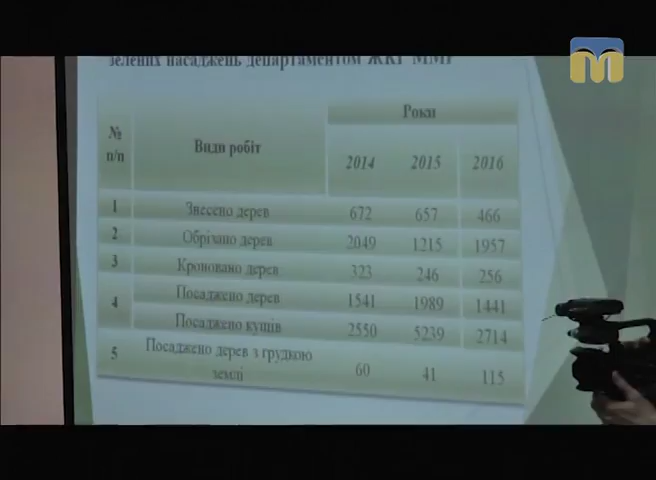 зелених насаджень департаментом ЖКГ ММР
№ п/п Види робіт Роки
2014 2015 2016
1 Знесено дерев 672 657 466
2 Обрізано дерев 2049 1215 1957
3 Кроновано дерев 323 246 256
4 Посаджено дерев 1541 1989 1441
Посаджено кущів 2550 5239 2714
5 Посаджено дерев з грудкою
землі 60 41 115